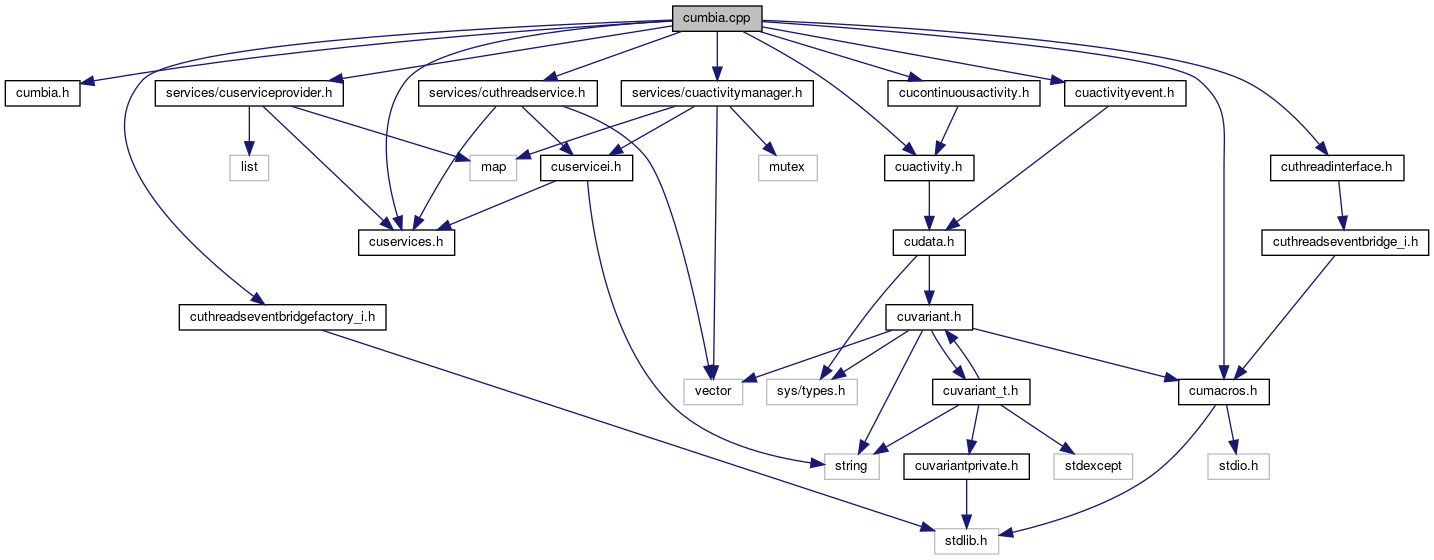 cumbia.cpp
cumbia.h
services/cuserviceprovider.h
services/cuthreadservice.h
services/cuactivitymanager.h
cucontinuousactivity.h
cuactivityevent.h
list
map
cuservicei.h
mutex
cuactivity.h
cuthreadinterface.h
cuservices.h
cudata.h
cuthreadseventbridge_i.h
cuthreadseventbridgefactory_i.h
cuvariant.h
vector
sys/types.h
cuvariant_t.h
cumacros.h
string
cuvariantprivate.h
stdexcept
stdio.h
stdlib.h